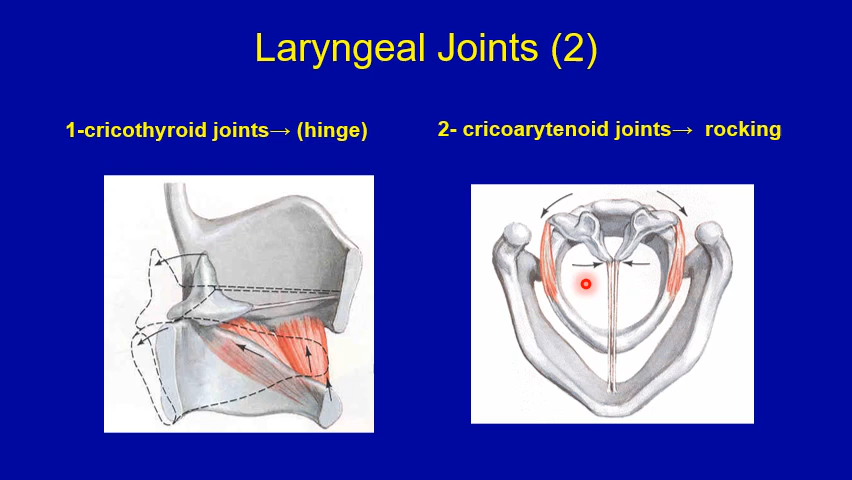 Laryngeal Joints (2)
1-cricothyroid joints→ (hinge)
2- cricoarytenoid joints→ rocking